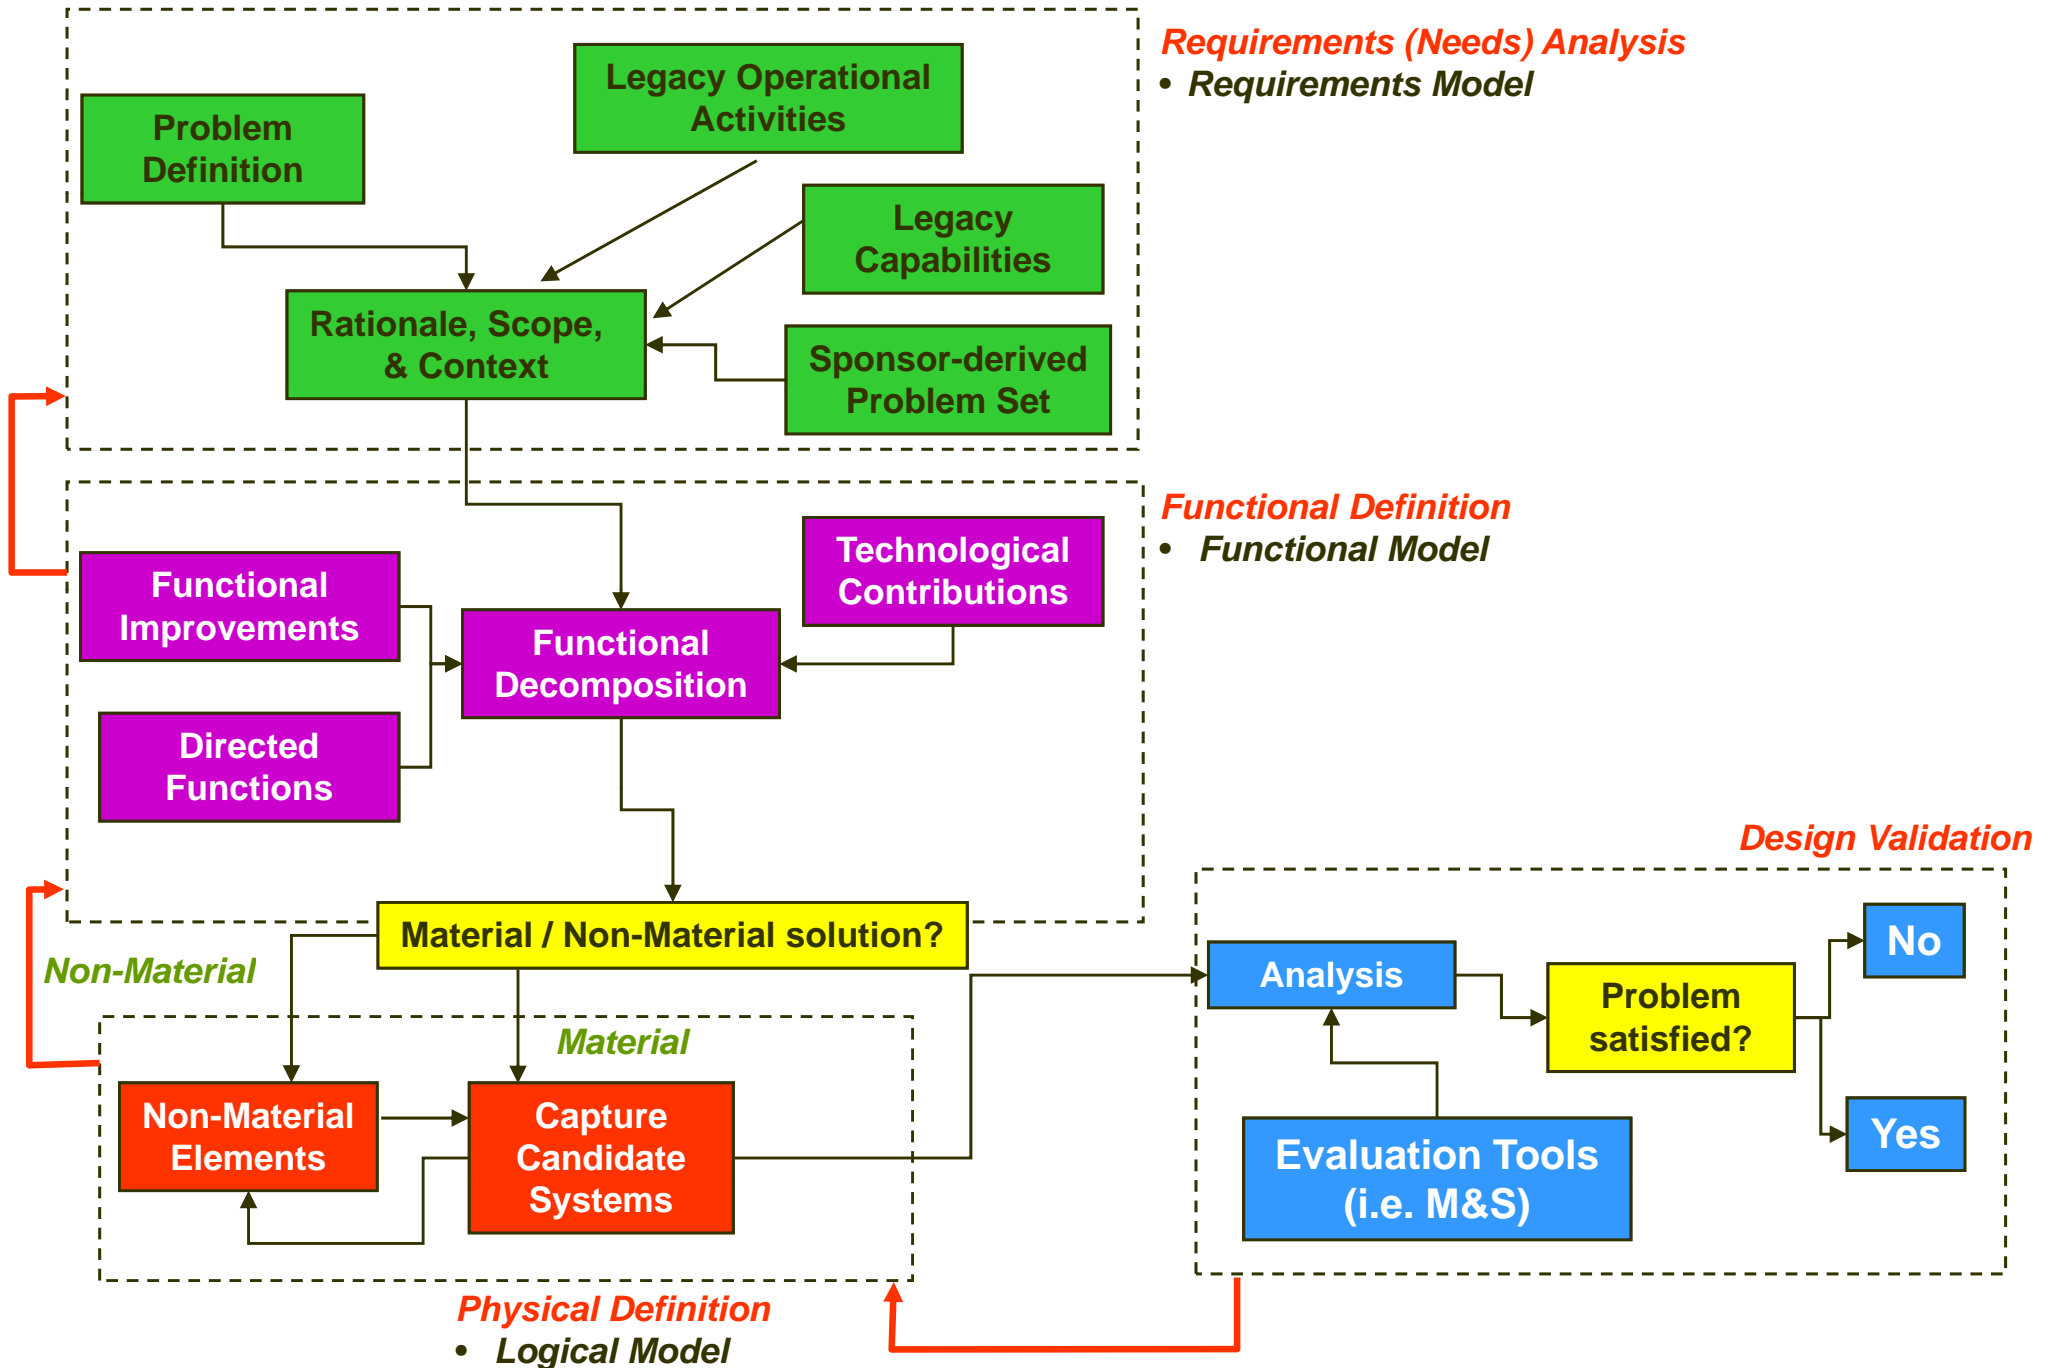 Requirements (Needs) Analysis
• Requirements Model
Legacy Operational
Activities
Problem
Definition
Legacy
Capabilities
Rationale, Scope,
& Context
Sponsor-derived
Problem Set
Functional Definition
• Functional Model
Technological
Contributions
Functional
Improvements
Functional
Decomposition
Directed
Functions
Design Validation
Material / Non-Material solution?
Non-Material
Material
Non-Material
Elements
Capture
Candidate
Systems
Analysis
Problem
satisfied?
No
Yes
Evaluation Tools
(i.e. M&S)
Physical Definition
• Logical Model